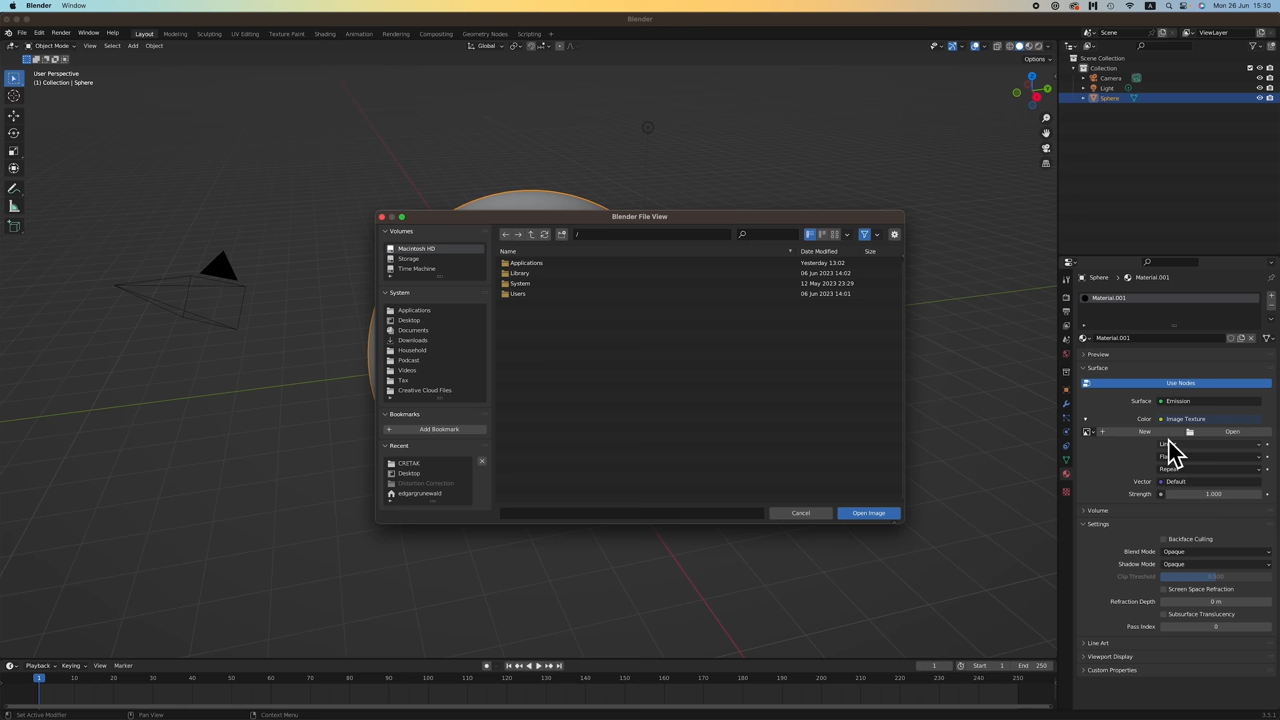 Blender Window
Mon 26 Jun 15:30
Blender
File Edit Render Window Help
Layout Modeling Sculpting UV Editing Texture Paint Shading Animation Rendering Compositing Geometry Nodes Scripting +
Scene
ViewLayer
Object Mode View Select Add Object
Global
Options
User Perspective
(1) Collection | Sphere
Scene Collection
Collection
Camera
Light
Sphere
Blender File View
Volumes
Macintosh HD
Storage
Time Machine
System
Applications
Desktop
Documents
Downloads
Household
Podcast
Videos
Tax
Creative Cloud Files
Bookmarks
Add Bookmark
Recent
CRETAK
Desktop
Distortion Correction
edgargrunewald
/
Name Date Modified Size
Applications Yesterday 13:02
Library 06 Jun 2023 14:02
System 12 May 2023 23:29
Users 06 Jun 2023 14:01
Cancel Open Image
Sphere Material.001
Material.001
Material.001
Preview
Surface
Use Nodes
Surface Emission
Color Image Texture
New Open
Repeat
Vector Default
Strength 1.000
Volume
Settings
Backface Culling
Blend Mode Opaque
Shadow Mode Opaque
Clip Threshold 0.500
Screen Space Refraction
Refraction Depth 0 m
Subsurface Translucency
Pass Index 0
Line Art
Viewport Display
Custom Properties
Playback Keying View Marker
1 Start 1 End 250
1 10 20 30 40 50 60 70 80 90 100 110 120 130 140 150 160 170 180 190 200 210 220 230 240 250
Set Active Modifier Pan View Context Menu 3.5.1